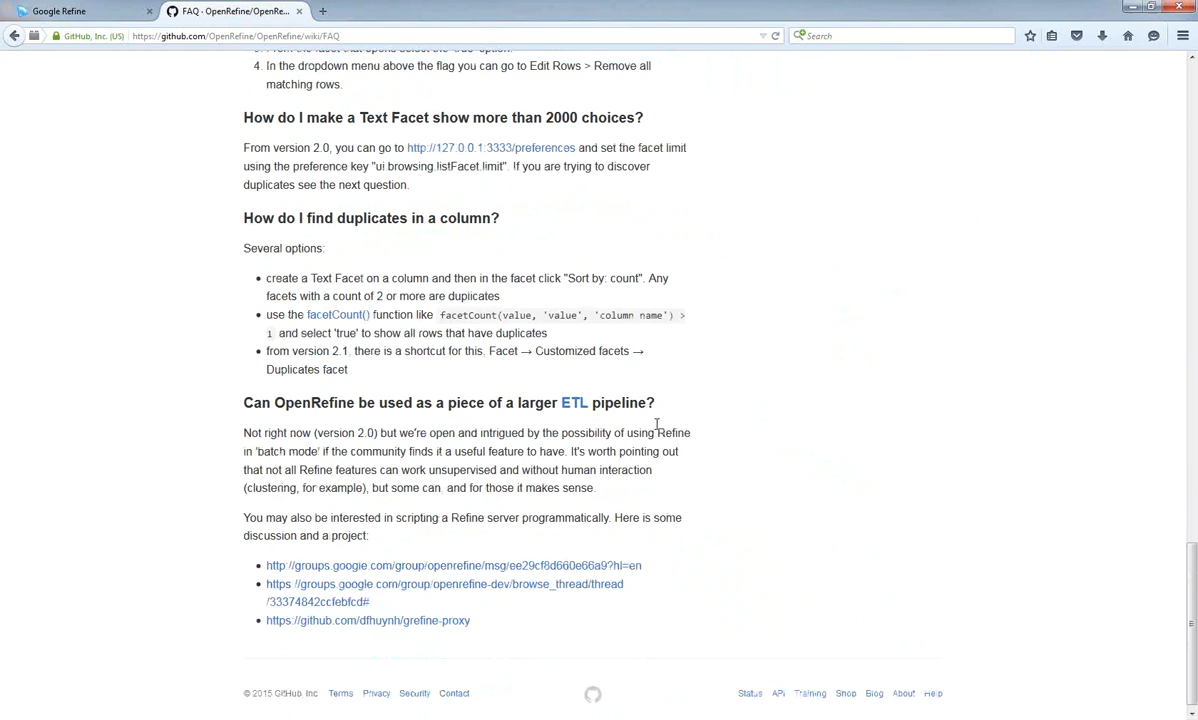 Google Refine
FAQ - OpenRefine/OpenRe...
GitHub, Inc. (US)
https://github.com/OpenRefine/OpenRefine/wiki/FAQ
Search
4. In the dropdown menu above the flag you can go to Edit Rows > Remove all
matching rows.
How do I make a Text Facet show more than 2000 choices?
From version 2.0, you can go to http://127.0.0.1:3333/preferences and set the facet limit
using the preference key "ui.browsing.listFacet.limit". If you are trying to discover
duplicates see the next question.
How do I find duplicates in a column?
Several options:
• create a Text Facet on a column and then in the facet click "Sort by: count". Any
facets with a count of 2 or more are duplicates
• use the facetCount() function like facetCount(value, 'value', 'column name') >
1 and select 'true' to show all rows that have duplicates
• from version 2.1, there is a shortcut for this, Facet → Customized facets →
Duplicates facet
Can OpenRefine be used as a piece of a larger ETL pipeline?
Not right now (version 2.0) but we're open and intrigued by the possibility of using Refine
in 'batch mode' if the community finds it a useful feature to have. It's worth pointing out
that not all Refine features can work unsupervised and without human interaction
(clustering, for example), but some can, and for those it makes sense.
You may also be interested in scripting a Refine server programmatically. Here is some
discussion and a project:
• http://groups.google.com/group/openrefine/msg/ee29cf8d660e66a9?hl=en
• https://groups.google.com/group/openrefine-dev/browse_thread/thread
/33374842ccfebfcd#
• https://github.com/dfhuynh/grefine-proxy
© 2015 GitHub, Inc. Terms Privacy Security Contact
Status API Training Shop Blog About Help